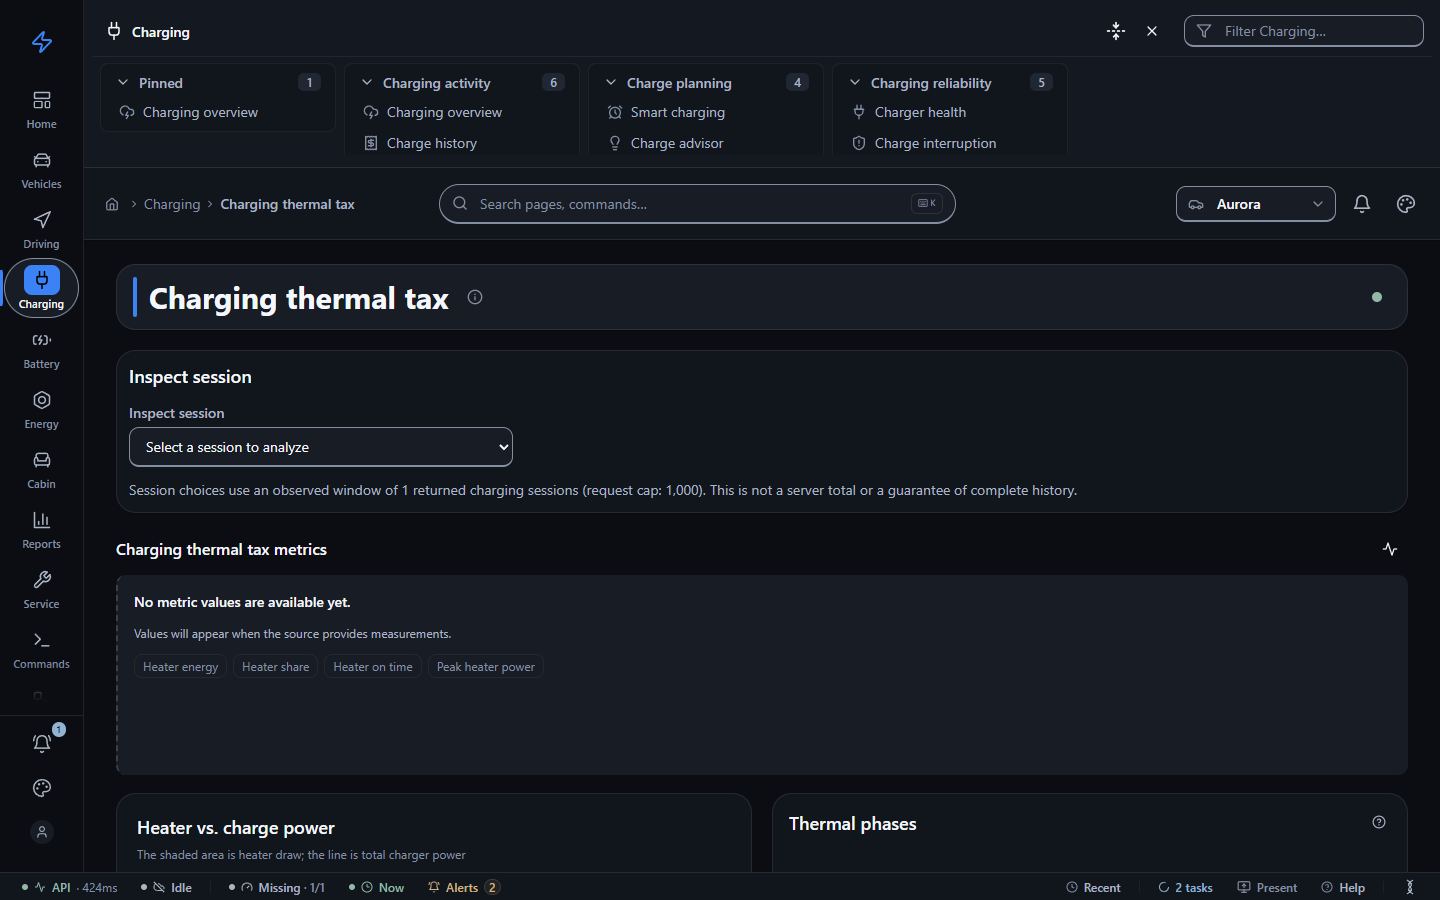 Charging
Filter Charging...
Pinned 1
Charging overview
Charging activity 6
Charging overview
Charge history
Charge planning 4
Smart charging
Charge advisor
Charging reliability 5
Charger health
Charge interruption
Home
Vehicles
Driving
Charging
Battery
Energy
Cabin
Reports
Service
Commands
1
Charging Charging thermal tax
Search pages, commands...
K
Aurora
Charging thermal tax
Inspect session
Inspect session
Select a session to analyze
Session choices use an observed window of 1 returned charging sessions (request cap: 1,000). This is not a server total or a guarantee of complete history.
Charging thermal tax metrics
No metric values are available yet.
Values will appear when the source provides measurements.
Heater energy Heater share Heater on time Peak heater power
Heater vs. charge power
The shaded area is heater draw; the line is total charger power
Thermal phases
API · 424ms Idle Missing · 1/1 Now Alerts 2 Recent 2 tasks Present Help